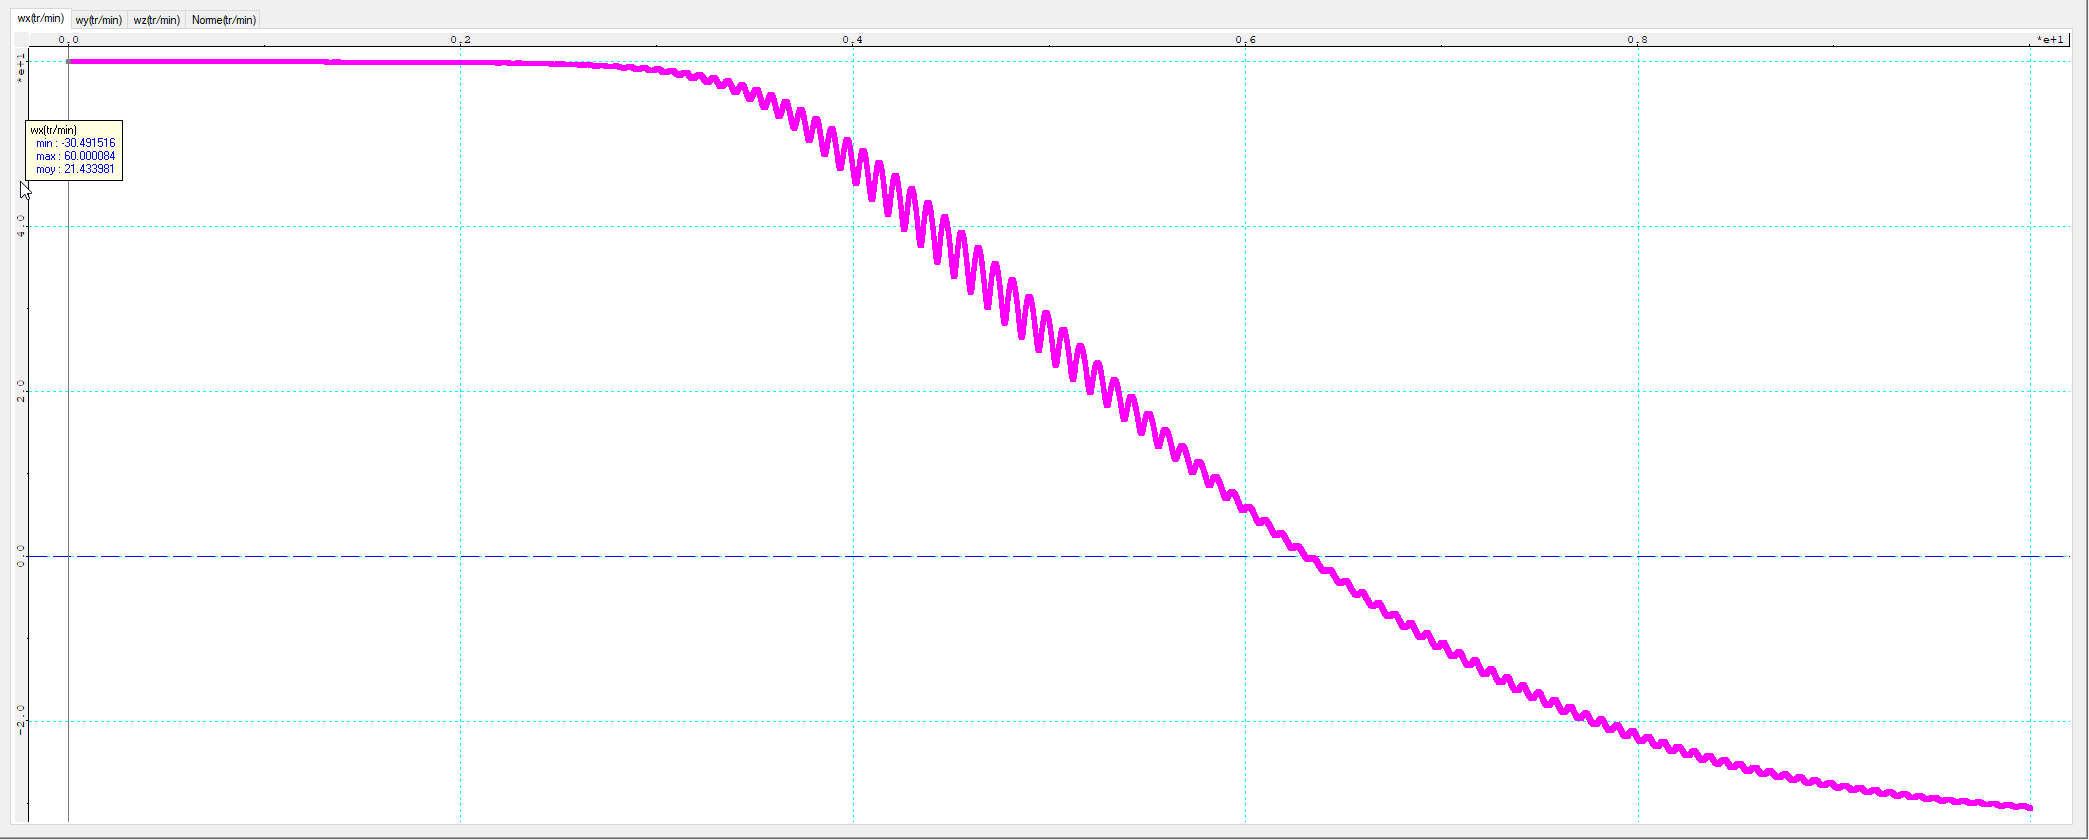 wx(tr/min) wy(tr/min) wz(tr/min) Norme(tr/min)
0.0 0.2 0.4 0.6 0.8 *e+1
*e+1
wx(tr/min)
min : -30.491516
max : 60.000084
moy : 21.433981
4.0
2.0
0.0
-2.0